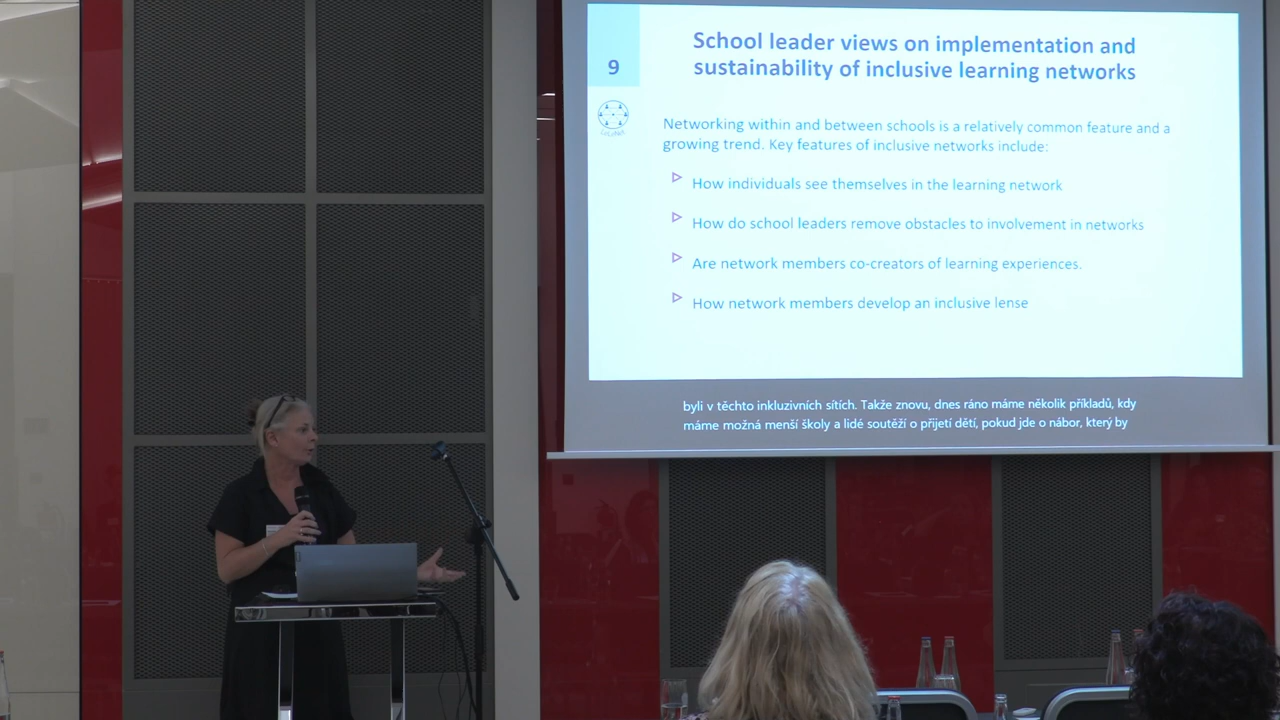 School leader views on implementation and
sustainability of inclusive learning networks
9
Networking within and between schools is a relatively common feature and a
growing trend. Key features of inclusive networks include:
How individuals see themselves in the learning network
How do school leaders remove obstacles to involvement in networks
Are network members co-creators of learning experiences.
How network members develop an inclusive lense
byli v těchto inkluzivních sítích. Takže znovu, dnes ráno máme několik příkladů, kdy
máme možná menší školy a lidé soutěží o přijetí dětí, pokud jde o nábor, který by